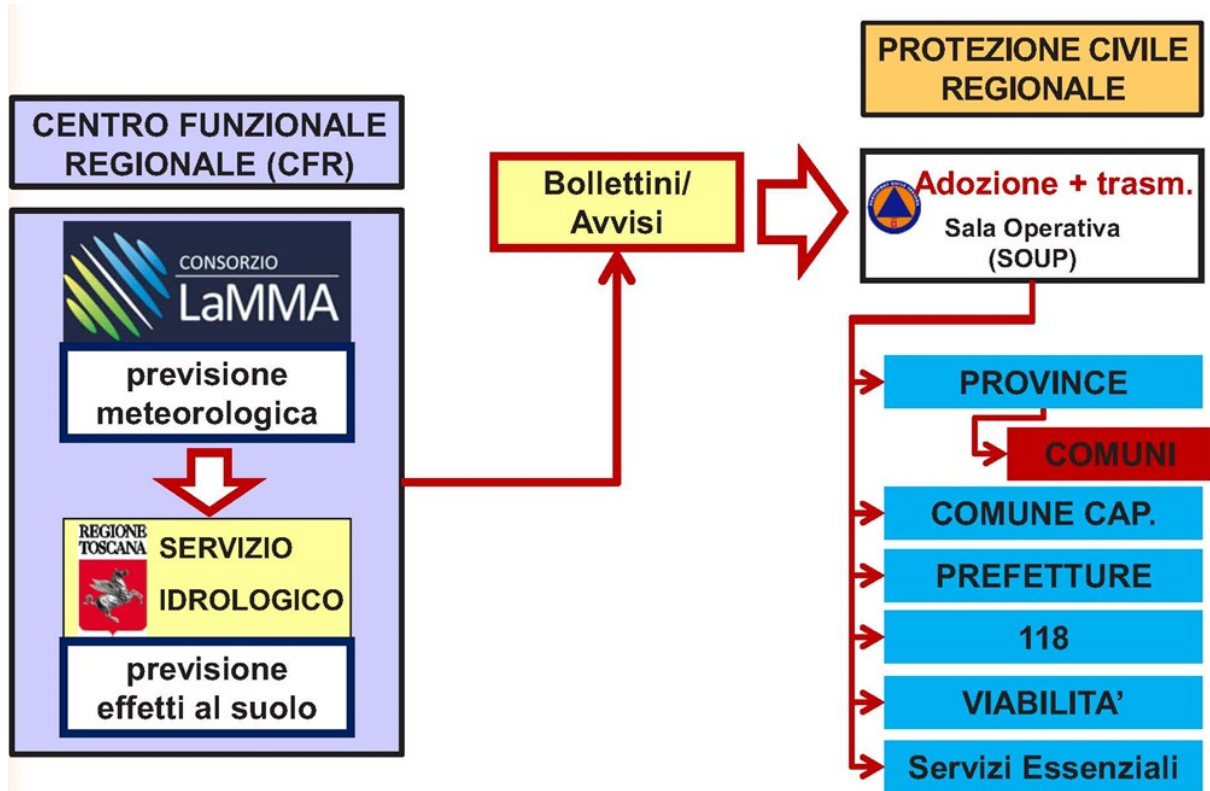 CENTRO FUNZIONALE
REGIONALE (CFR)
CONSORZIO
LaMMA
previsione
meteorologica
REGIONE
TOSCANA
SERVIZIO
IDROLOGICO
previsione
effetti al suolo
Bollettini/
Avvisi
PROTEZIONE CIVILE
REGIONALE
Adozione + trasm.
Sala Operativa
(SOUP)
PROVINCE
COMUNI
COMUNE CAP.
PREFETTURE
118
VIABILITA’
Servizi Essenziali